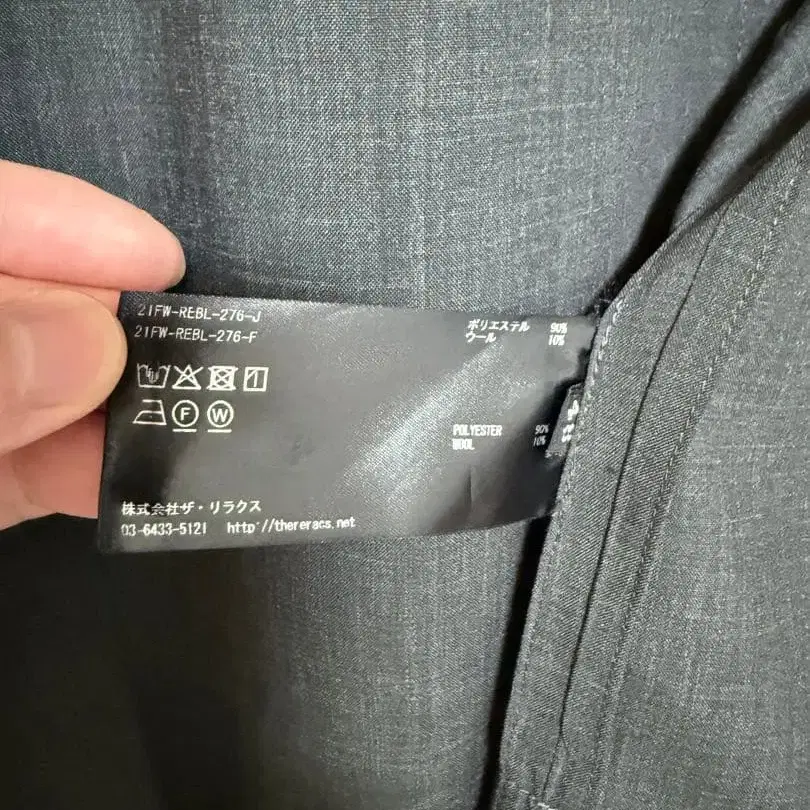 21FW-REBL-276-J
21FW-REBL-276-F
ポリエステル 90%
ウール 10%
F
W
POLYESTER 90%
WOOL 10%
株式会社ザ・リラクス
03-6433-5121 http://thereracs.net